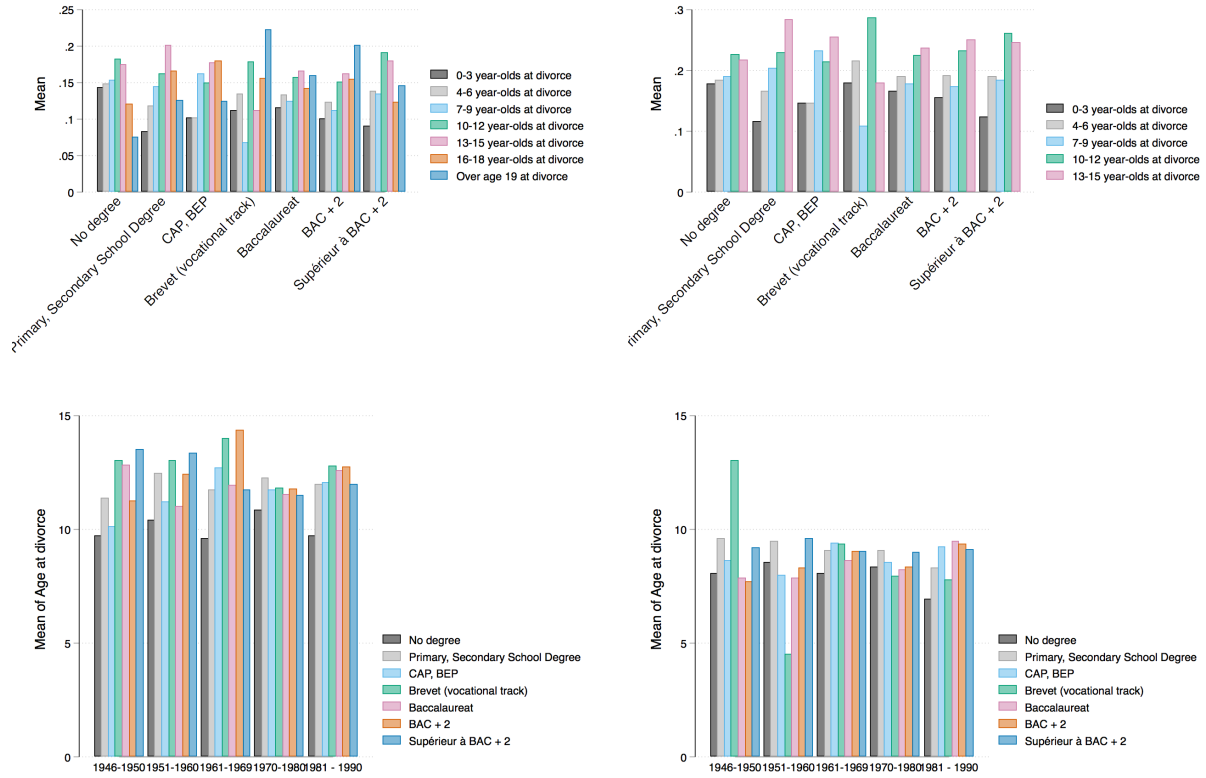 .25
.2
.15
.1
.05
0
Mean
No degree
Primary, Secondary School Degree
CAP, BEP
Brevet (vocational track)
Baccalaureat
BAC + 2
Supérieur à BAC + 2
0-3 year-olds at divorce
4-6 year-olds at divorce
7-9 year-olds at divorce
10-12 year-olds at divorce
13-15 year-olds at divorce
16-18 year-olds at divorce
Over age 19 at divorce
.3
.2
.1
0
Mean
No degree
rimary, Secondary School Degree
CAP, BEP
Brevet (vocational track)
Baccalaureat
BAC + 2
Supérieur à BAC + 2
0-3 year-olds at divorce
4-6 year-olds at divorce
7-9 year-olds at divorce
10-12 year-olds at divorce
13-15 year-olds at divorce
15
10
5
0
Mean of Age at divorce
1946-1950 1951-1960 1961-1969 1970-1980 1981 - 1990
No degree
Primary, Secondary School Degree
CAP, BEP
Brevet (vocational track)
Baccalaureat
BAC + 2
Supérieur à BAC + 2
15
10
5
0
Mean of Age at divorce
1946-1950 1951-1960 1961-1969 1970-1980 1981 - 1990
No degree
Primary, Secondary School Degree
CAP, BEP
Brevet (vocational track)
Baccalaureat
BAC + 2
Supérieur à BAC + 2